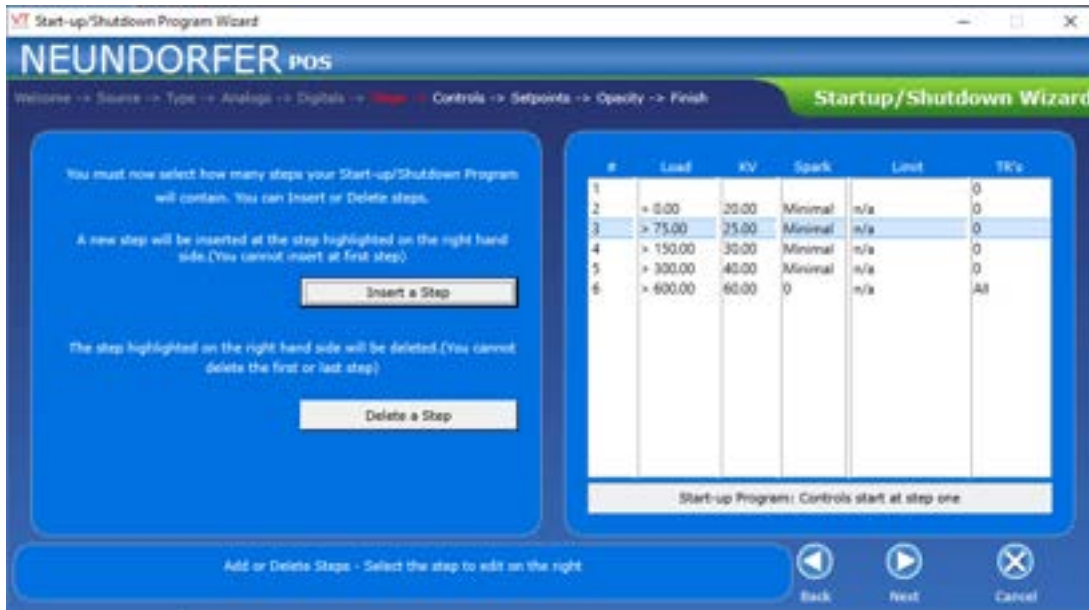 VT Start-up/Shutdown Program Wizard
NEUNDORFER POS
Welcome -> Source -> Type -> Analogs -> Digitals -> Steps -> Controls -> Setpoints -> Opacity -> Finish
Startup/Shutdown Wizard
You must now select how many steps your Start-up/Shutdown Program
will contain. You can Insert or Delete steps.
A new step will be inserted at the step highlighted on the right hand
side.(You cannot insert at first step)
Insert a Step
The step highlighted on the right hand side will be deleted.(You cannot
delete the first or last step)
Delete a Step
# Load KV Spark Limit TR's
1 0
2 = 0.00 20.00 Minimal n/a 0
3 > 75.00 25.00 Minimal n/a 0
4 > 150.00 30.00 Minimal n/a 0
5 > 300.00 40.00 Minimal n/a 0
6 > 600.00 60.00 0 n/a All
Start-up Program: Controls start at step one
Add or Delete Steps - Select the step to edit on the right
Back Next Cancel